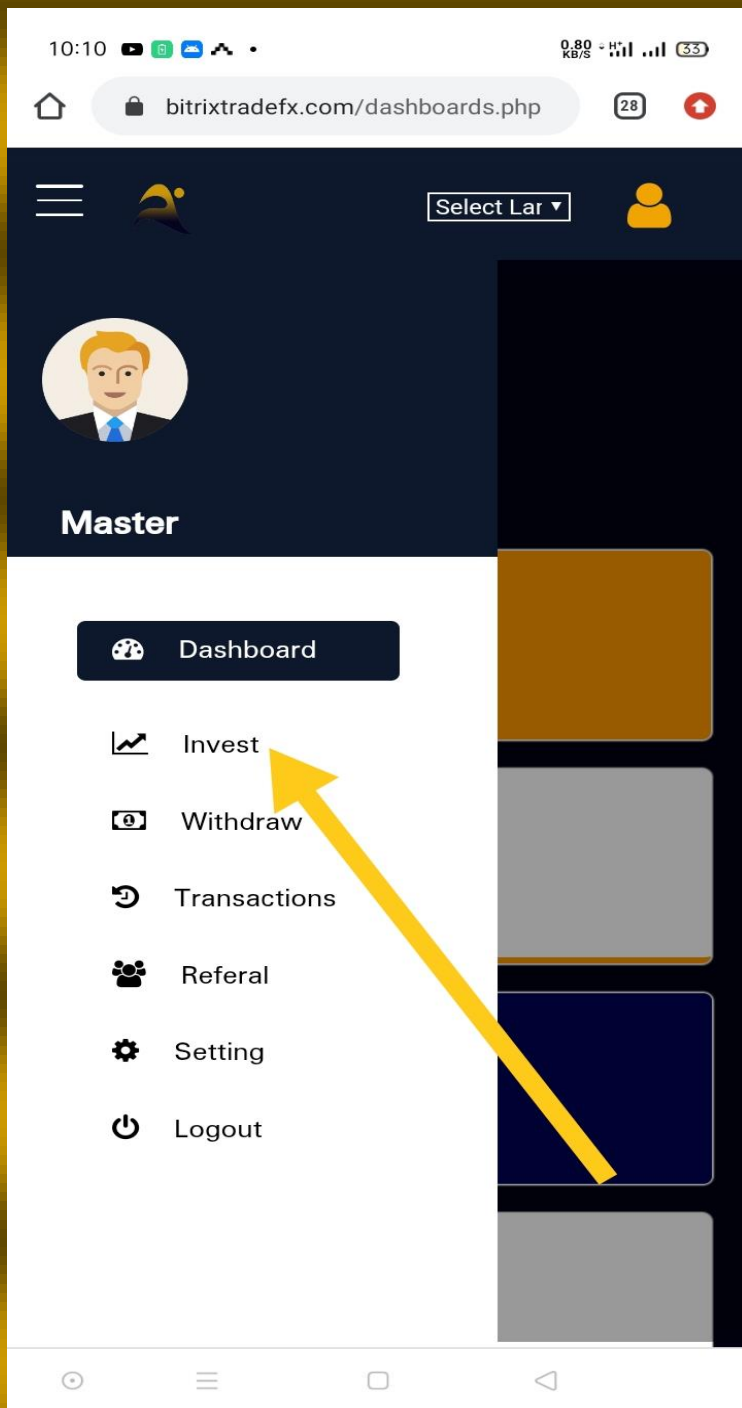 10:10
0.80 KB/S H+ 33
bitrixtradefx.com/dashboards.php 28
Select Lar
Master
Dashboard
Invest
Withdraw
Transactions
Referal
Setting
Logout